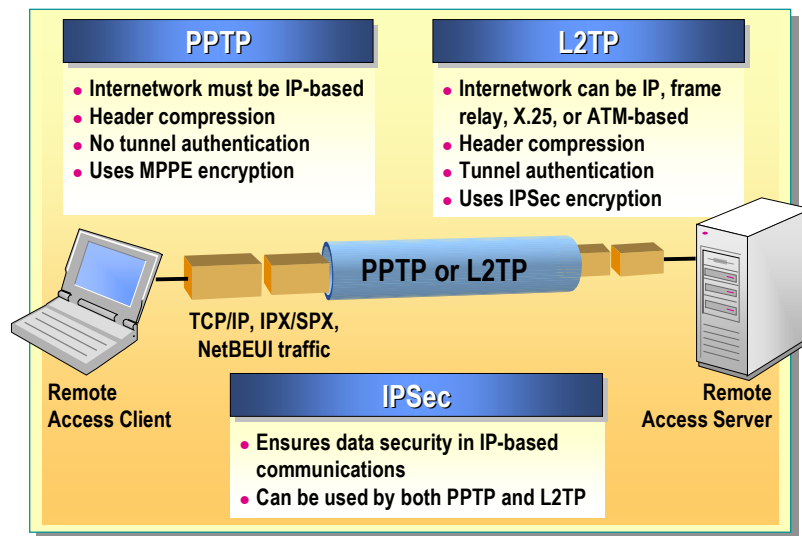 PPTP
• Internetwork must be IP-based
• Header compression
• No tunnel authentication
• Uses MPPE encryption
L2TP
• Internetwork can be IP, frame
relay, X.25, or ATM-based
• Header compression
• Tunnel authentication
• Uses IPSec encryption
PPTP or L2TP
TCP/IP, IPX/SPX,
NetBEUI traffic
Remote
Access Client
Remote
Access Server
IPSec
• Ensures data security in IP-based
communications
• Can be used by both PPTP and L2TP